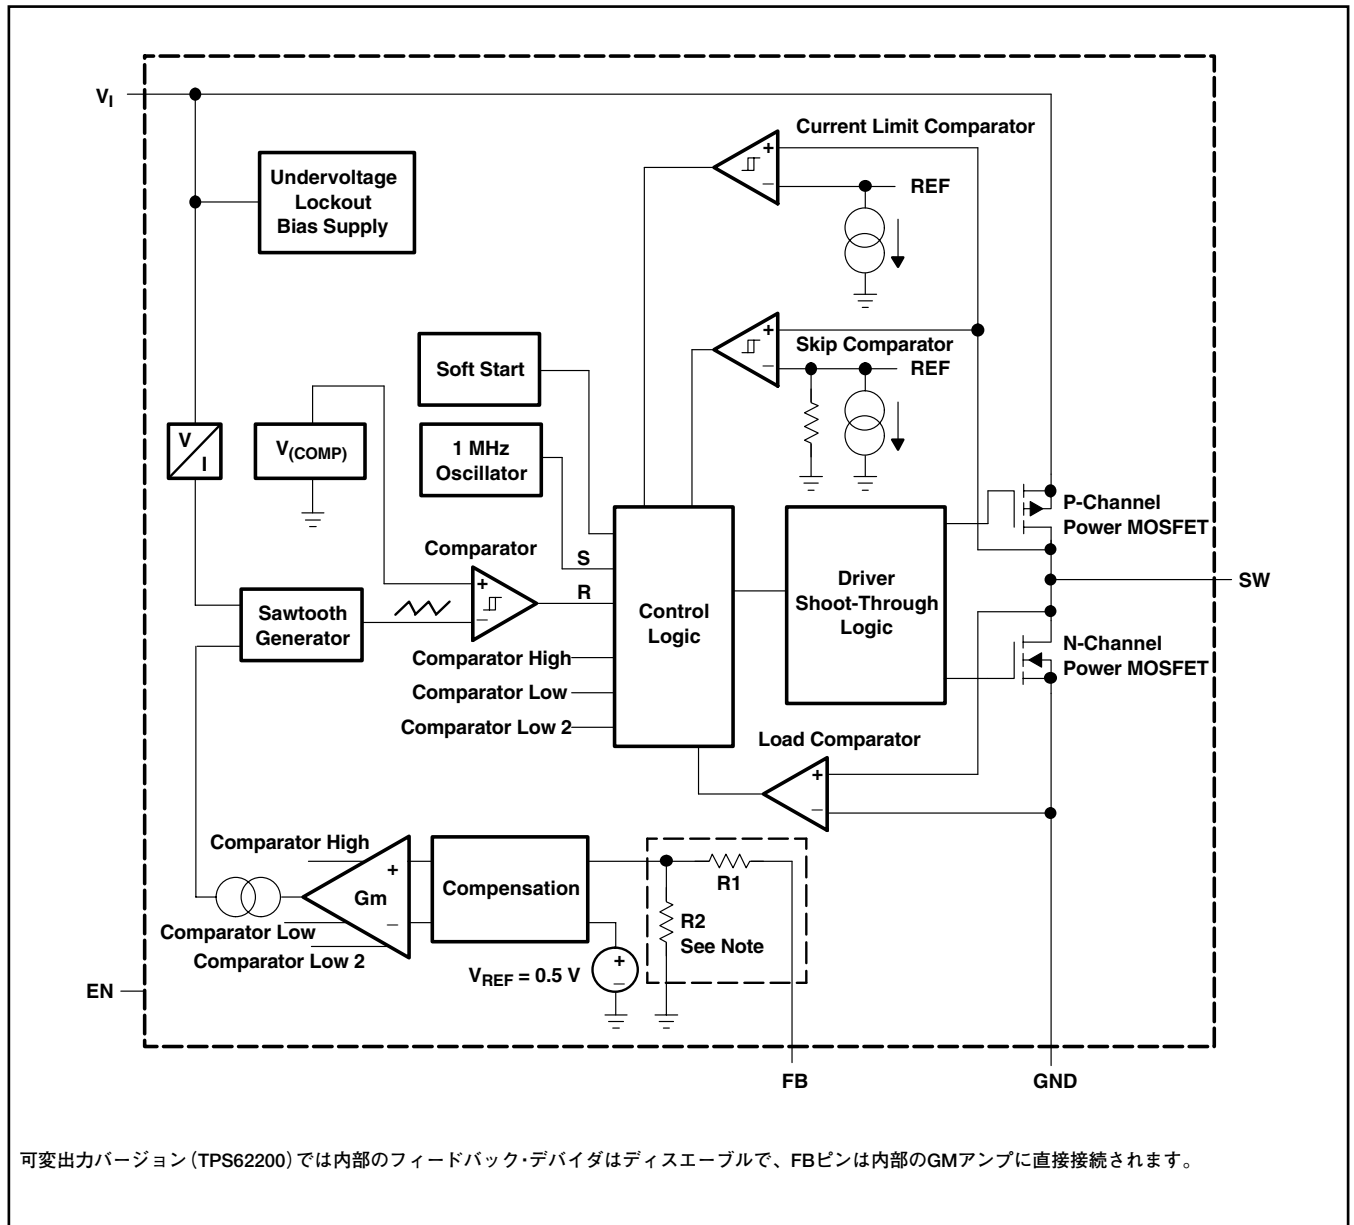 V_I
Current Limit Comparator
+
−
REF
Undervoltage
Lockout
Bias Supply
Soft Start
+
−
Skip Comparator
REF
V
I
V_(COMP)
1 MHz
Oscillator
P-Channel
Power MOSFET
Comparator
+
−
S
R
Sawtooth
Generator
Control
Logic
Driver
Shoot-Through
Logic
SW
N-Channel
Power MOSFET
Comparator High
Comparator Low
Comparator Low 2
Load Comparator
+
−
Comparator High
+
Gm
−
Comparator Low
Comparator Low 2
Compensation
R1
R2
See Note
V_REF = 0.5 V
+
−
EN
FB
GND
可変出力バージョン(TPS62200)では内部のフィードバック・デバイダはディスエーブルで、FBピンは内部のGMアンプに直接接続されます。